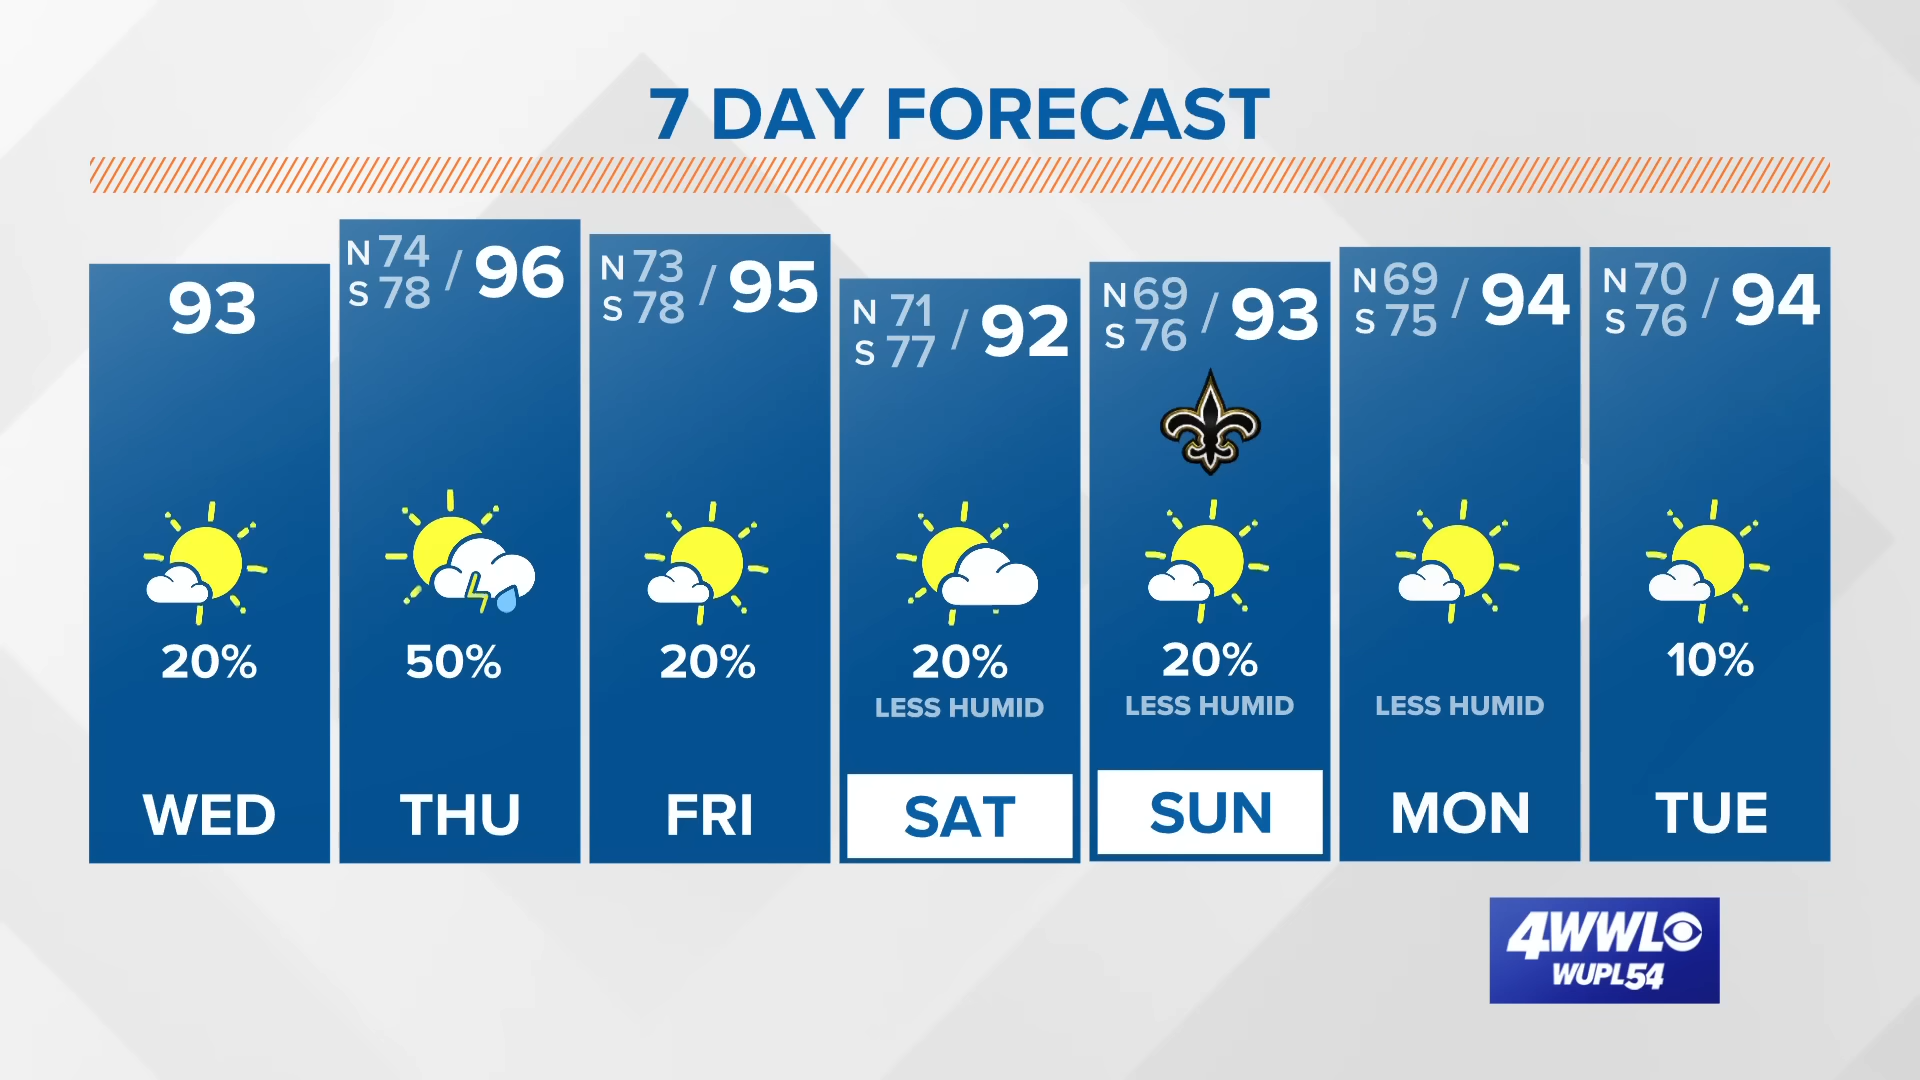 7 DAY FORECAST
93
20%
WED
N 74
S 78
/ 96
50%
THU
N 73
S 78
/ 95
20%
FRI
N 71
S 77
/ 92
20%
LESS HUMID
SAT
N 69
S 76
/ 93
20%
LESS HUMID
SUN
N 69
S 75
/ 94
LESS HUMID
MON
N 70
S 76
/ 94
10%
TUE
4WWL
WUPL54